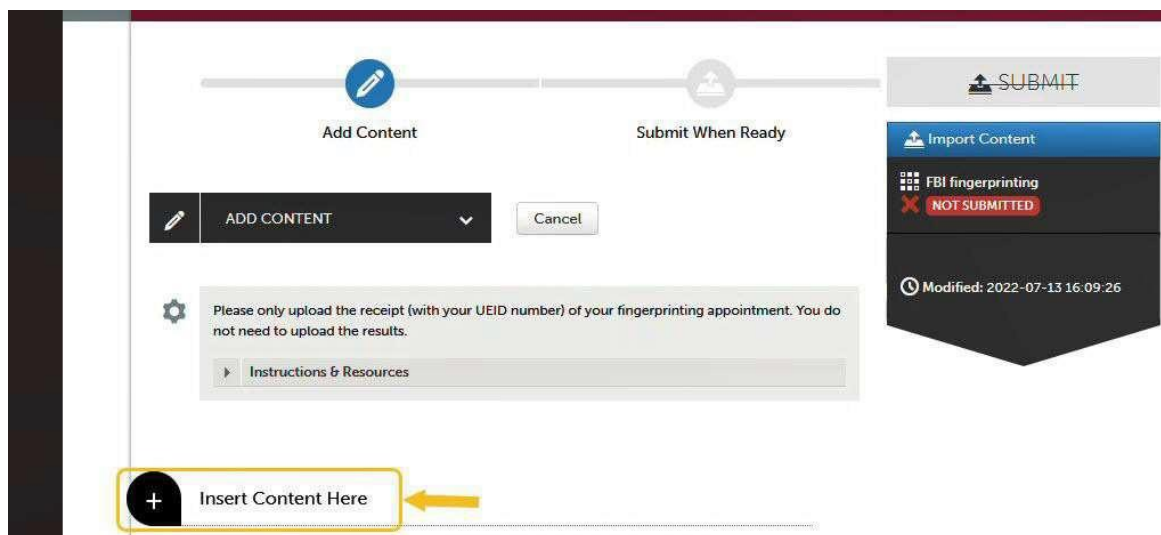 SUBMIT
Add Content
Submit When Ready
Import Content
FBI fingerprinting
NOT SUBMITTED
ADD CONTENT
Cancel
Modified: 2022-07-13 16:09:26
Please only upload the receipt (with your UEID number) of your fingerprinting appointment. You do
not need to upload the results.
Instructions & Resources
Insert Content Here